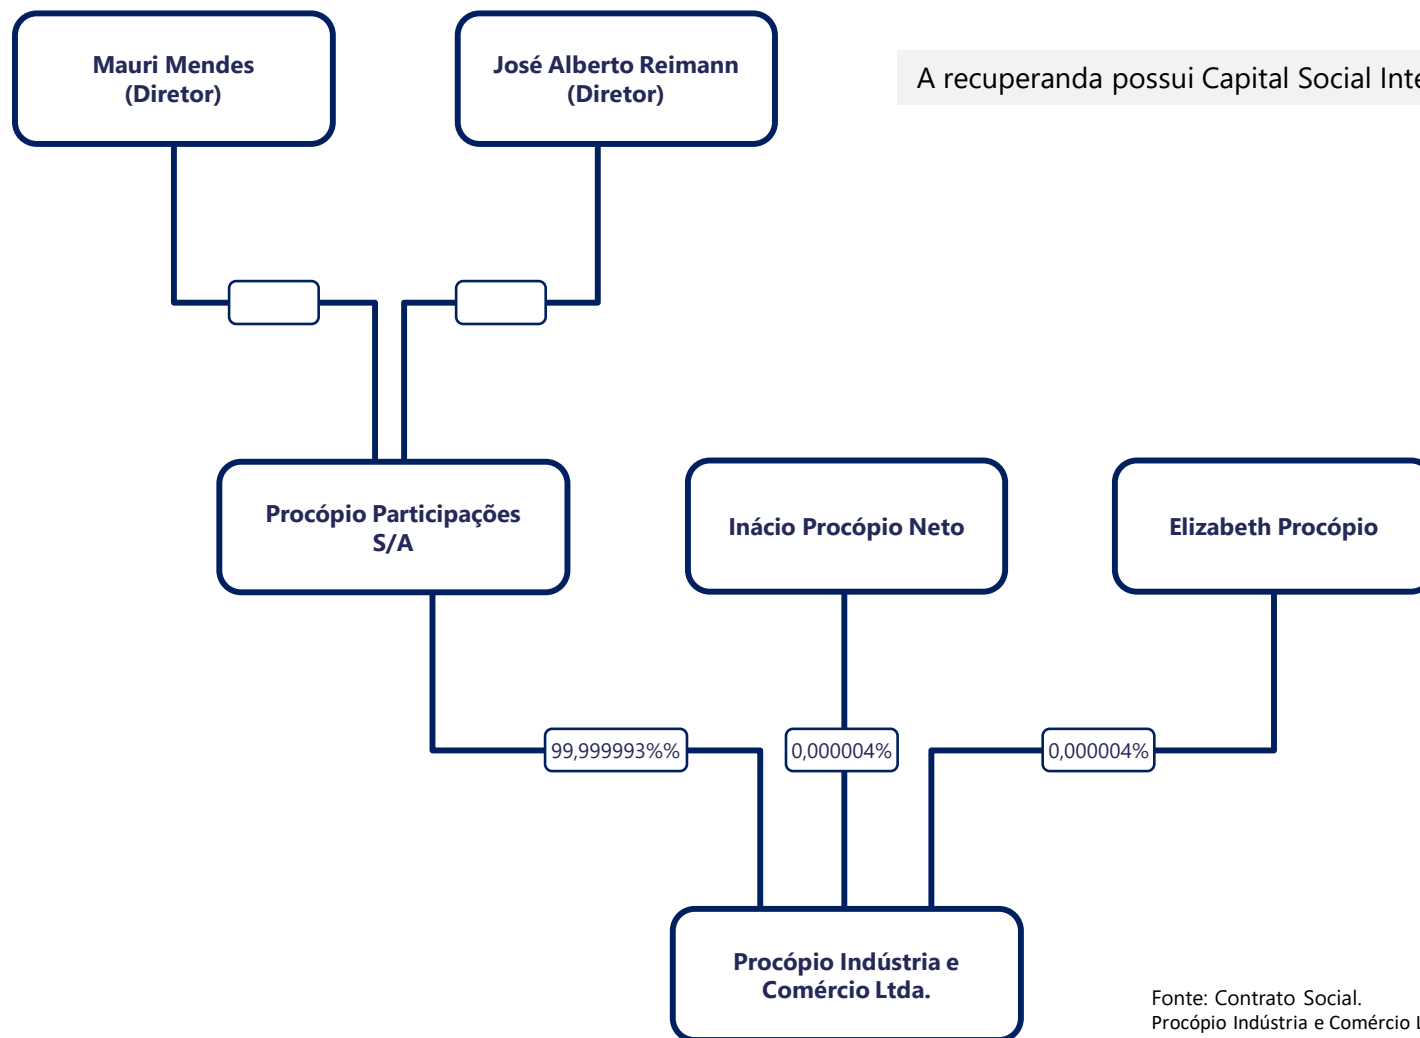 Mauri Mendes
(Diretor)
José Alberto Reimann
(Diretor)
A recuperanda possui Capital Social
Procópio Participações
S/A
Inácio Procópio Neto
Elizabeth Procópio
99,999993%%
0,000004%
0,000004%
Procópio Indústria e
Comércio Ltda.
Fonte: Contrato Social.
Procópio Indústria e Comércio